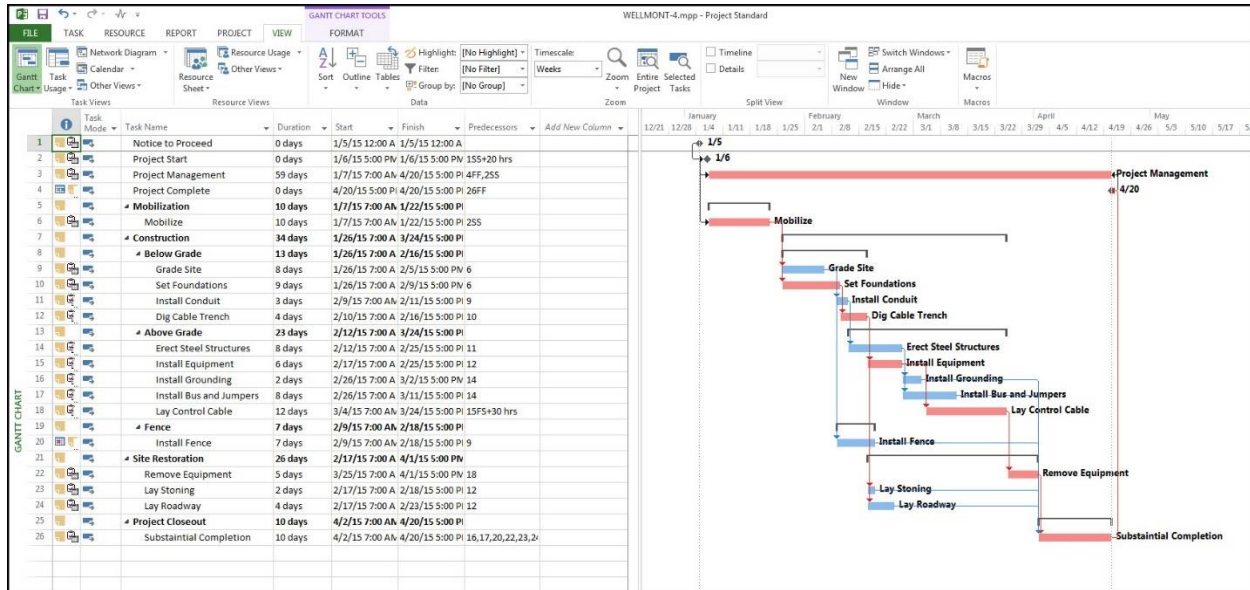 GANTT CHART TOOLS
WELLMONT-4.mpp - Project Standard
FILE TASK RESOURCE REPORT PROJECT VIEW FORMAT
Gantt Chart
Task Usage
Network Diagram
Calendar
Other Views
Task Views
Resource Sheet
Resource Usage
Other Views
Resource Views
Sort
Outline
Tables
Highlight: [No Highlight]
Filter: [No Filter]
Group by: [No Group]
Data
Timescale:
Weeks
Zoom
Entire Project
Selected Tasks
Zoom
Timeline
Details
Split View
New Window
Switch Windows
Arrange All
Hide
Window
Macros
Macros
Task Mode Task Name Duration Start Finish Predecessors Add New Column
1 Notice to Proceed 0 days 1/5/15 12:00 A 1/5/15 12:00 A
2 Project Start 0 days 1/6/15 5:00 PM 1/6/15 5:00 PM 1SS+20 hrs
3 Project Management 59 days 1/7/15 7:00 AM 4/20/15 5:00 PI 4FF,2SS
4 Project Complete 0 days 4/20/15 5:00 PI 4/20/15 5:00 PI 26FF
5 Mobilization 10 days 1/7/15 7:00 AM 1/22/15 5:00 PI
6 Mobilize 10 days 1/7/15 7:00 AM 1/22/15 5:00 PI 2SS
7 Construction 34 days 1/26/15 7:00 A 3/24/15 5:00 PI
8 Below Grade 13 days 1/26/15 7:00 A 2/16/15 5:00 PI
9 Grade Site 8 days 1/26/15 7:00 A 2/5/15 5:00 PM 6
10 Set Foundations 9 days 1/26/15 7:00 A 2/9/15 5:00 PM 6
11 Install Conduit 3 days 2/9/15 7:00 AM 2/11/15 5:00 PI 9
12 Dig Cable Trench 4 days 2/10/15 7:00 A 2/16/15 5:00 PI 10
13 Above Grade 23 days 2/12/15 7:00 A 3/24/15 5:00 PI
14 Erect Steel Structures 8 days 2/12/15 7:00 A 2/25/15 5:00 PI 11
15 Install Equipment 6 days 2/17/15 7:00 A 2/25/15 5:00 PI 12
16 Install Grounding 2 days 2/26/15 7:00 A 3/2/15 5:00 PM 14
17 Install Bus and Jumpers 8 days 2/26/15 7:00 A 3/11/15 5:00 PI 14
18 Lay Control Cable 12 days 3/4/15 7:00 AM 3/24/15 5:00 PI 15FS+30 hrs
19 Fence 7 days 2/9/15 7:00 AM 2/18/15 5:00 PI
20 Install Fence 7 days 2/9/15 7:00 AM 2/18/15 5:00 PI 9
21 Site Restoration 26 days 2/17/15 7:00 A 4/1/15 5:00 PM
22 Remove Equipment 5 days 3/25/15 7:00 A 4/1/15 5:00 PM 18
23 Lay Stoning 2 days 2/17/15 7:00 A 2/18/15 5:00 PI 12
24 Lay Roadway 4 days 2/17/15 7:00 A 2/23/15 5:00 PI 12
25 Project Closeout 10 days 4/2/15 7:00 AM 4/20/15 5:00 PI
26 Substaintial Completion 10 days 4/2/15 7:00 AM 4/20/15 5:00 PI 16,17,20,22,23,24
GANTT CHART
January February March April May
12/21 12/28 1/4 1/11 1/18 1/25 2/1 2/8 2/15 2/22 3/1 3/8 3/15 3/22 3/29 4/5 4/12 4/19 4/26 5/3 5/10 5/17
1/5
1/6
Project Management
4/20
Mobilize
Grade Site
Set Foundations
Install Conduit
Dig Cable Trench
Erect Steel Structures
Install Equipment
Install Grounding
Install Bus and Jumpers
Lay Control Cable
Install Fence
Remove Equipment
Lay Stoning
Lay Roadway
Substaintial Completion